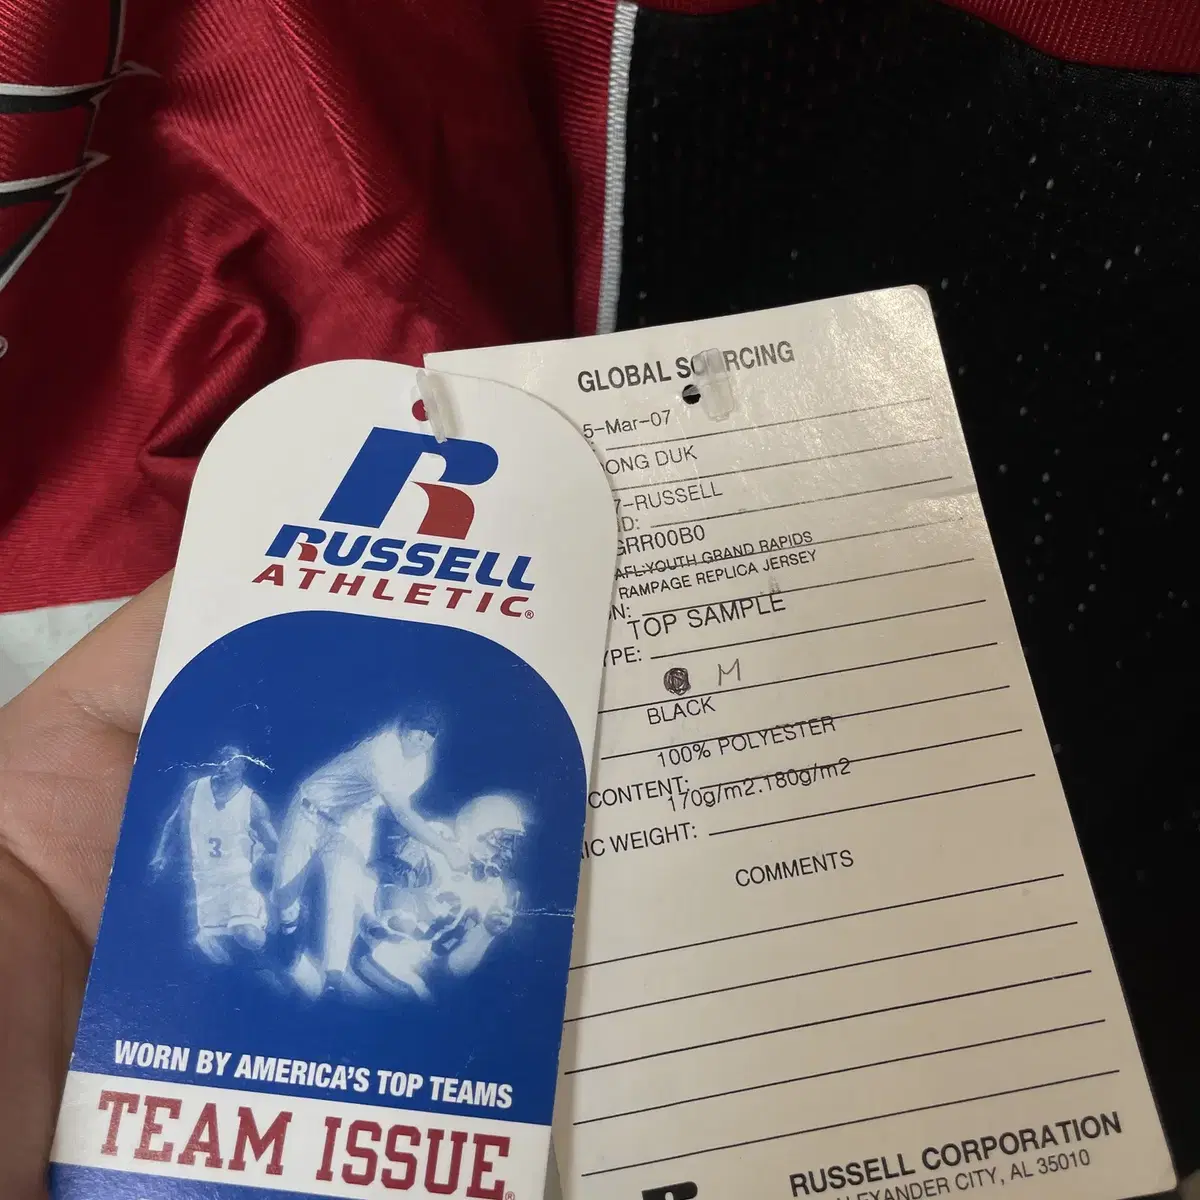 RUSSELL
ATHLETIC®
3
WORN BY AMERICA'S TOP TEAMS
TEAM ISSUE®
GLOBAL SOURCING
5-Mar-07
ONG DUK
7-RUSSELL
D:
GRR00B0
AFL:YOUTH GRAND RAPIDS
RAMPAGE REPLICA JERSEY
N:
TOP SAMPLE
YPE:
M
BLACK
100% POLYESTER
CONTENT:
170g/m2.180g/m2
IC WEIGHT:
COMMENTS
RUSSELL CORPORATION
ALEXANDER CITY, AL 35010